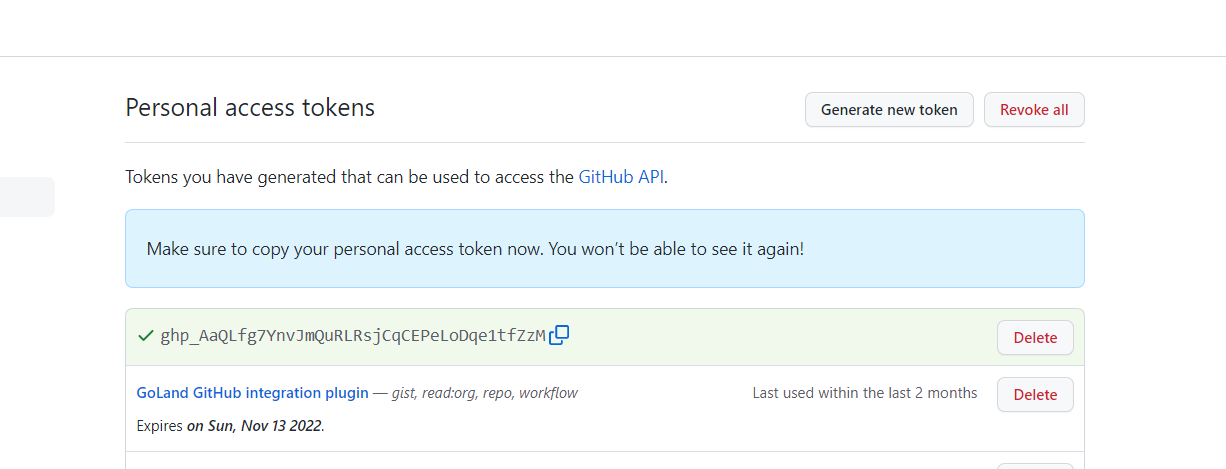 Personal access tokens
Generate new token
Revoke all
Tokens you have generated that can be used to access the GitHub API.
Make sure to copy your personal access token now. You won't be able to see it again!
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
Delete
GoLand GitHub integration plugin — gist, read:org, repo, workflow
Last used within the last 2 months
Delete
Expires on Sun, Nov 13 2022.